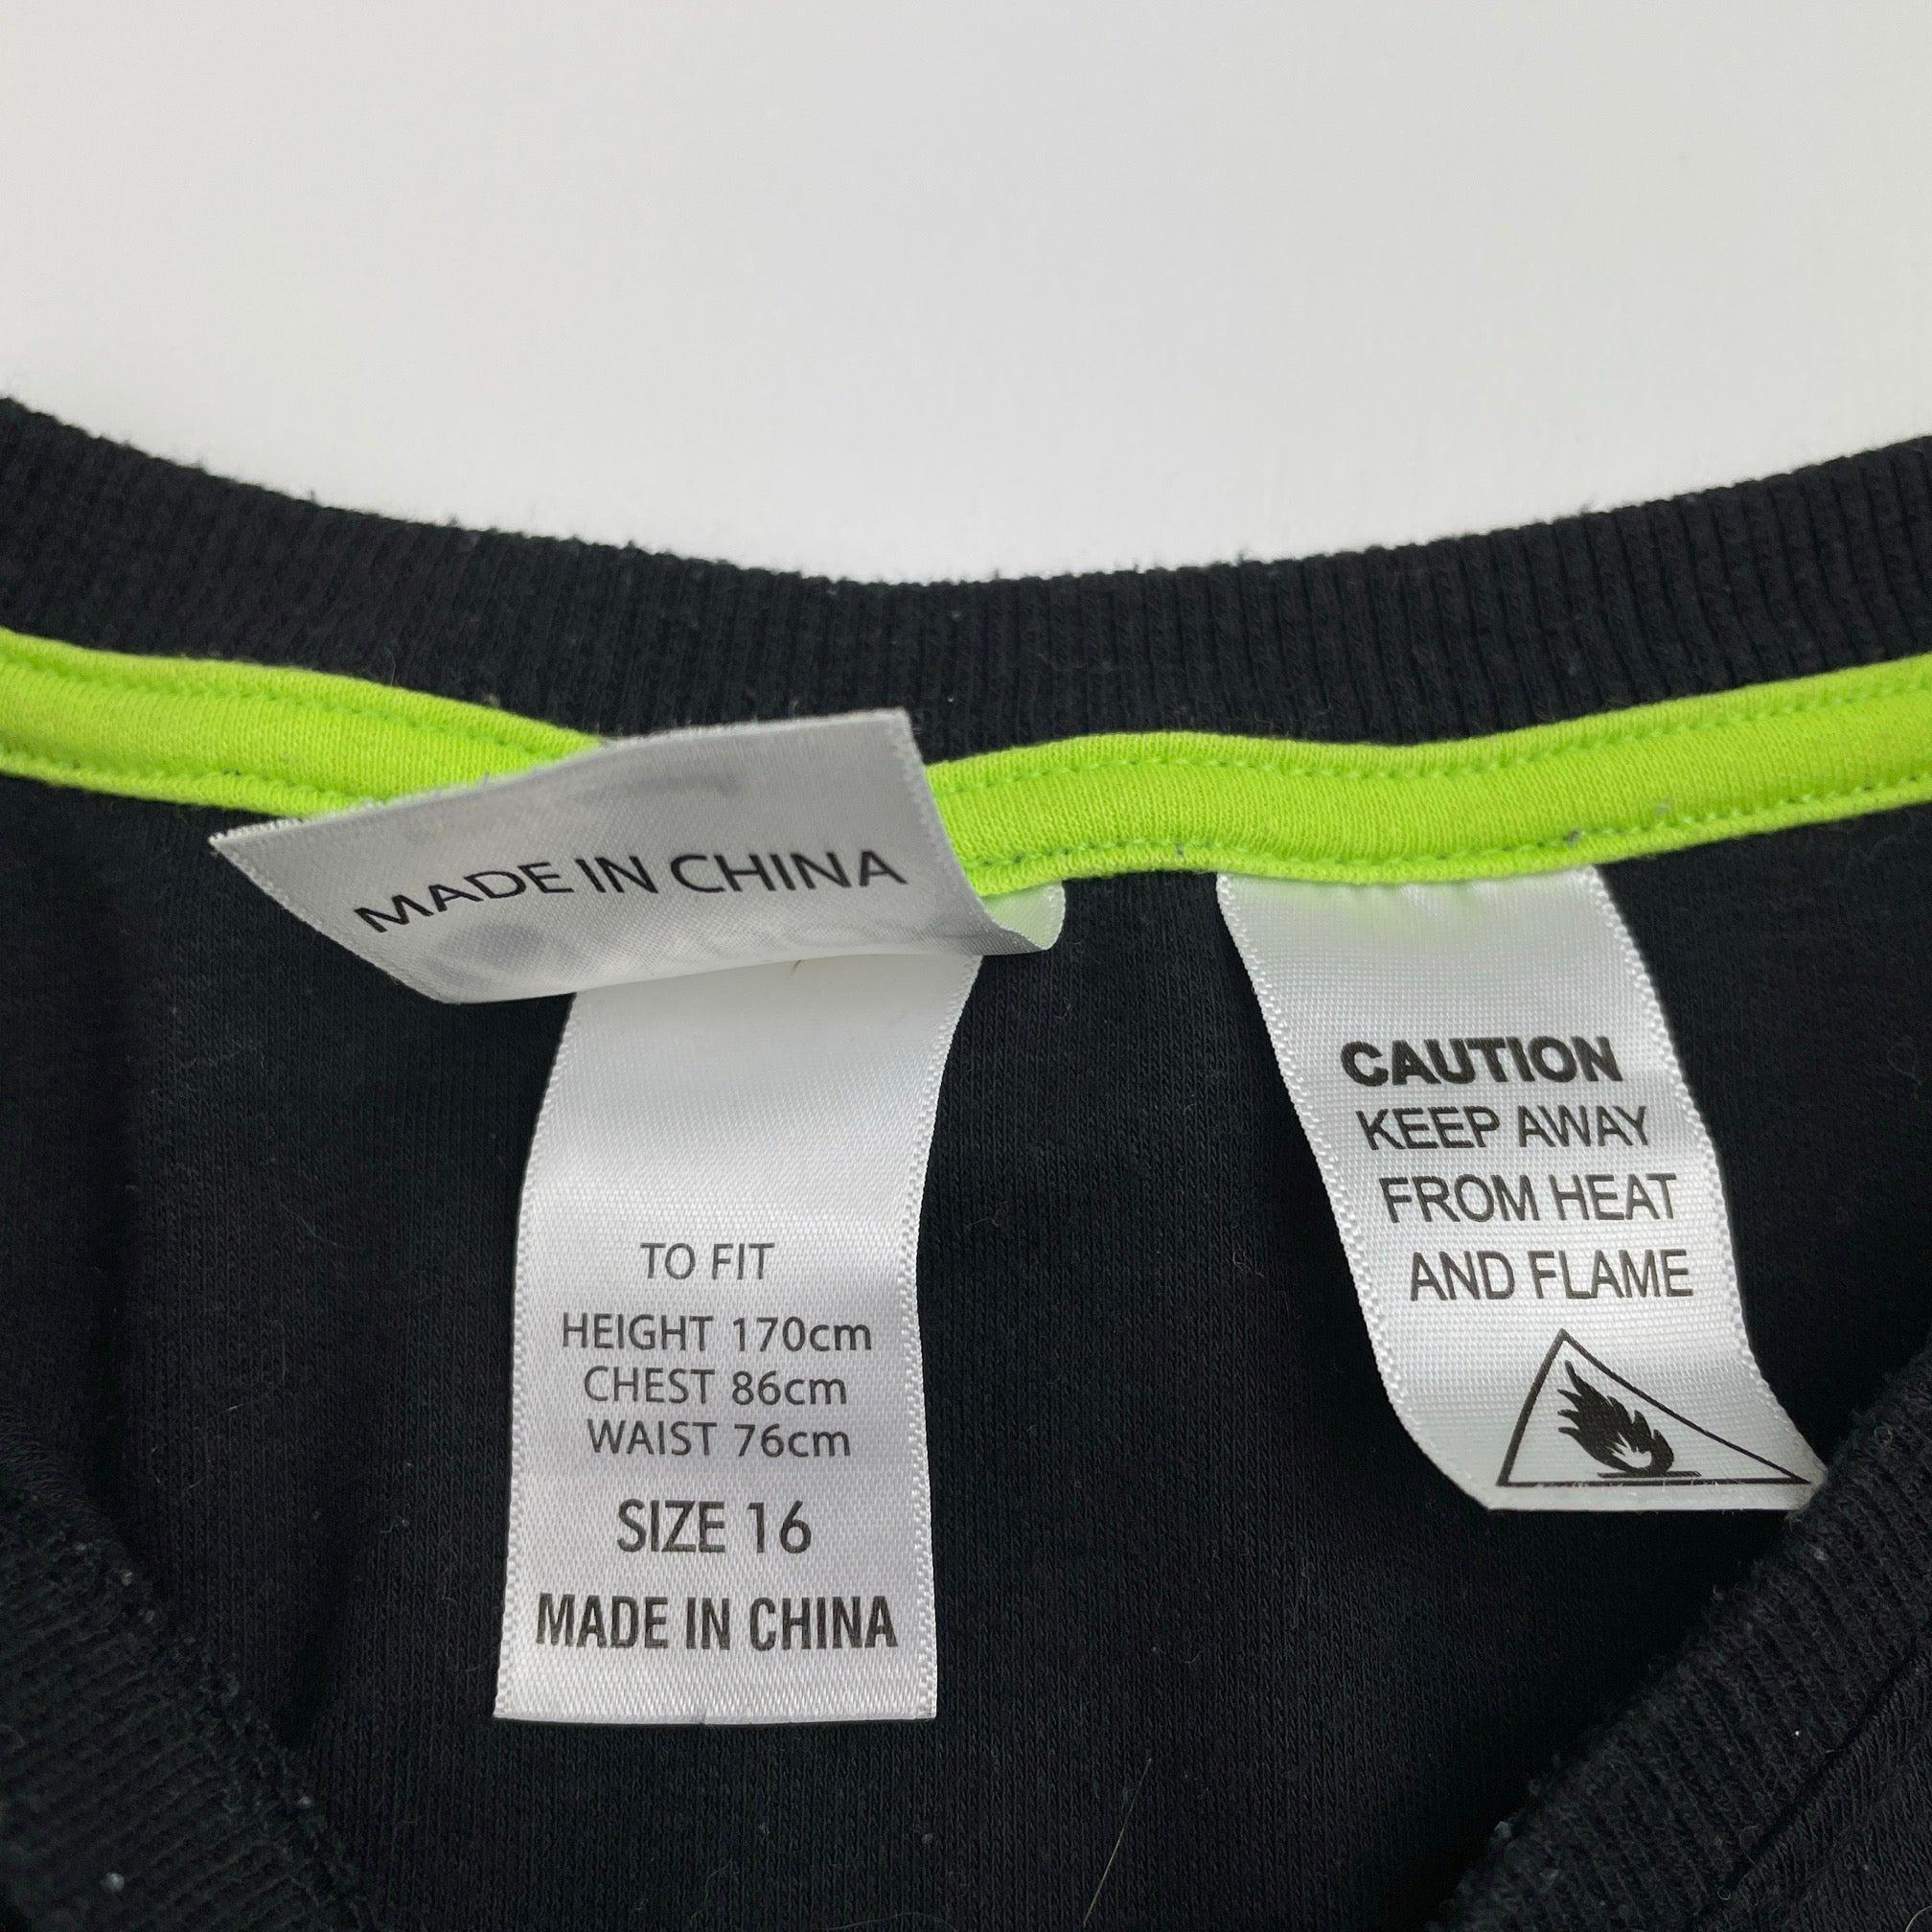 MADE IN CHINA
TO FIT
HEIGHT 170cm
CHEST 86cm
WAIST 76cm
SIZE 16
MADE IN CHINA
CAUTION
KEEP AWAY
FROM HEAT
AND FLAME